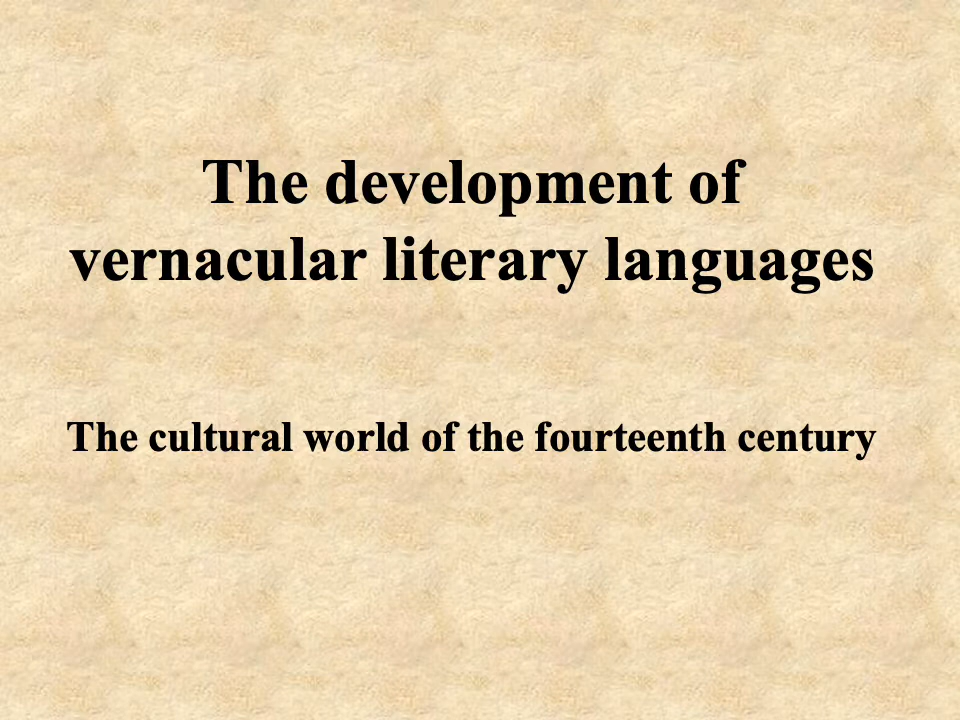 The development of
vernacular literary languages
The cultural world of the fourteenth century